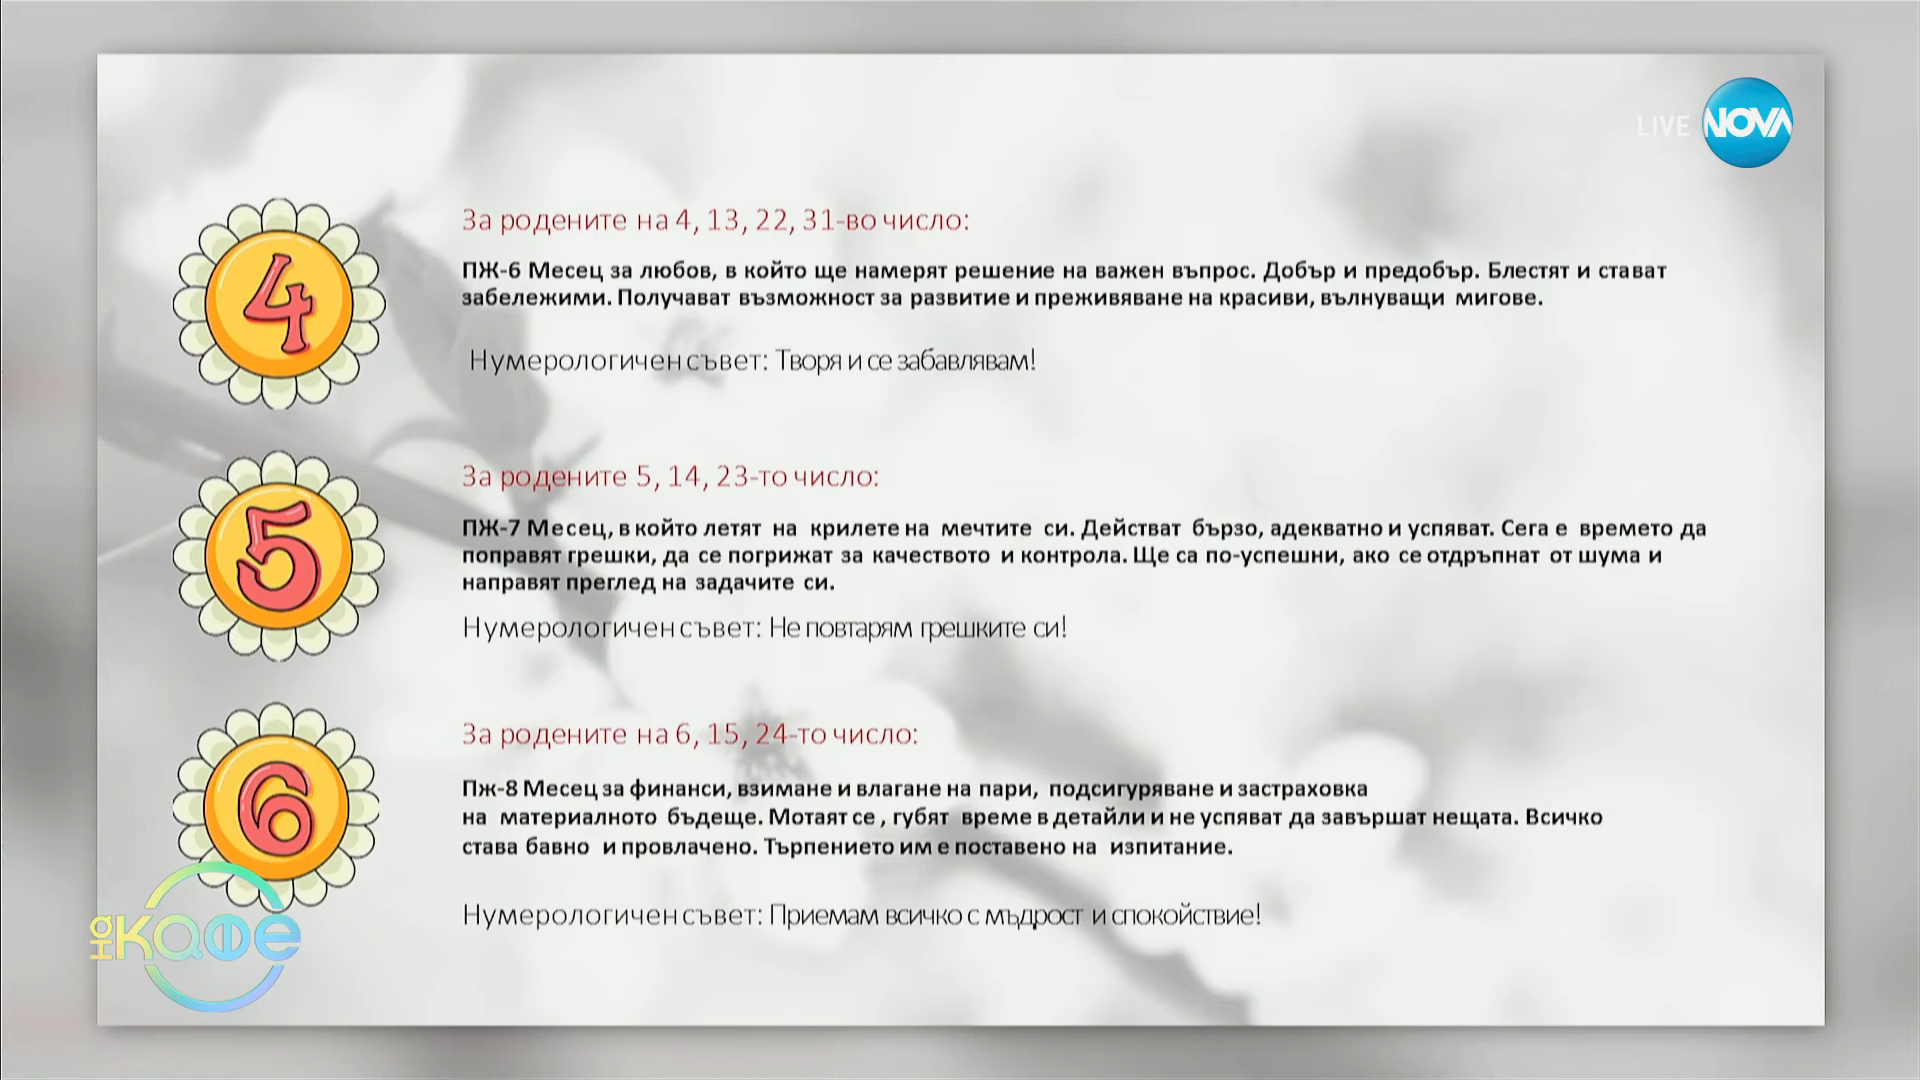 LIVE NOVA
4
За родените на 4, 13, 22, 31-во число:
ПЖ-6 Месец за любов, в който ще намерят решение на важен въпрос. Добър и предобър. Блестят и стават
забележими. Получават възможност за развитие и преживяване на красиви, вълнуващи мигове.
Нумерологичен съвет: Творя и се забавлявам!
5
За родените 5, 14, 23-то число:
ПЖ-7 Месец, в който летят на крилете на мечтите си. Действат бързо, адекватно и успяват. Сега е времето да
поправят грешки, да се погрижат за качеството и контрола. Ще са по-успешни, ако се отдръпнат от шума и
направят преглед на задачите си.
Нумерологичен съвет: Не повтарям грешките си!
6
За родените на 6, 15, 24-то число:
Пж-8 Месец за финанси, взимане и влагане на пари, подсигуряване и застраховка
на материалното бъдеще. Мотаят се , губят време в детайли и не успяват да завършат нещата. Всичко
става бавно и провлачено. Търпението им е поставено на изпитание.
Нумерологичен съвет: Приемам всичко с мъдрост и спокойствие!
на кафе